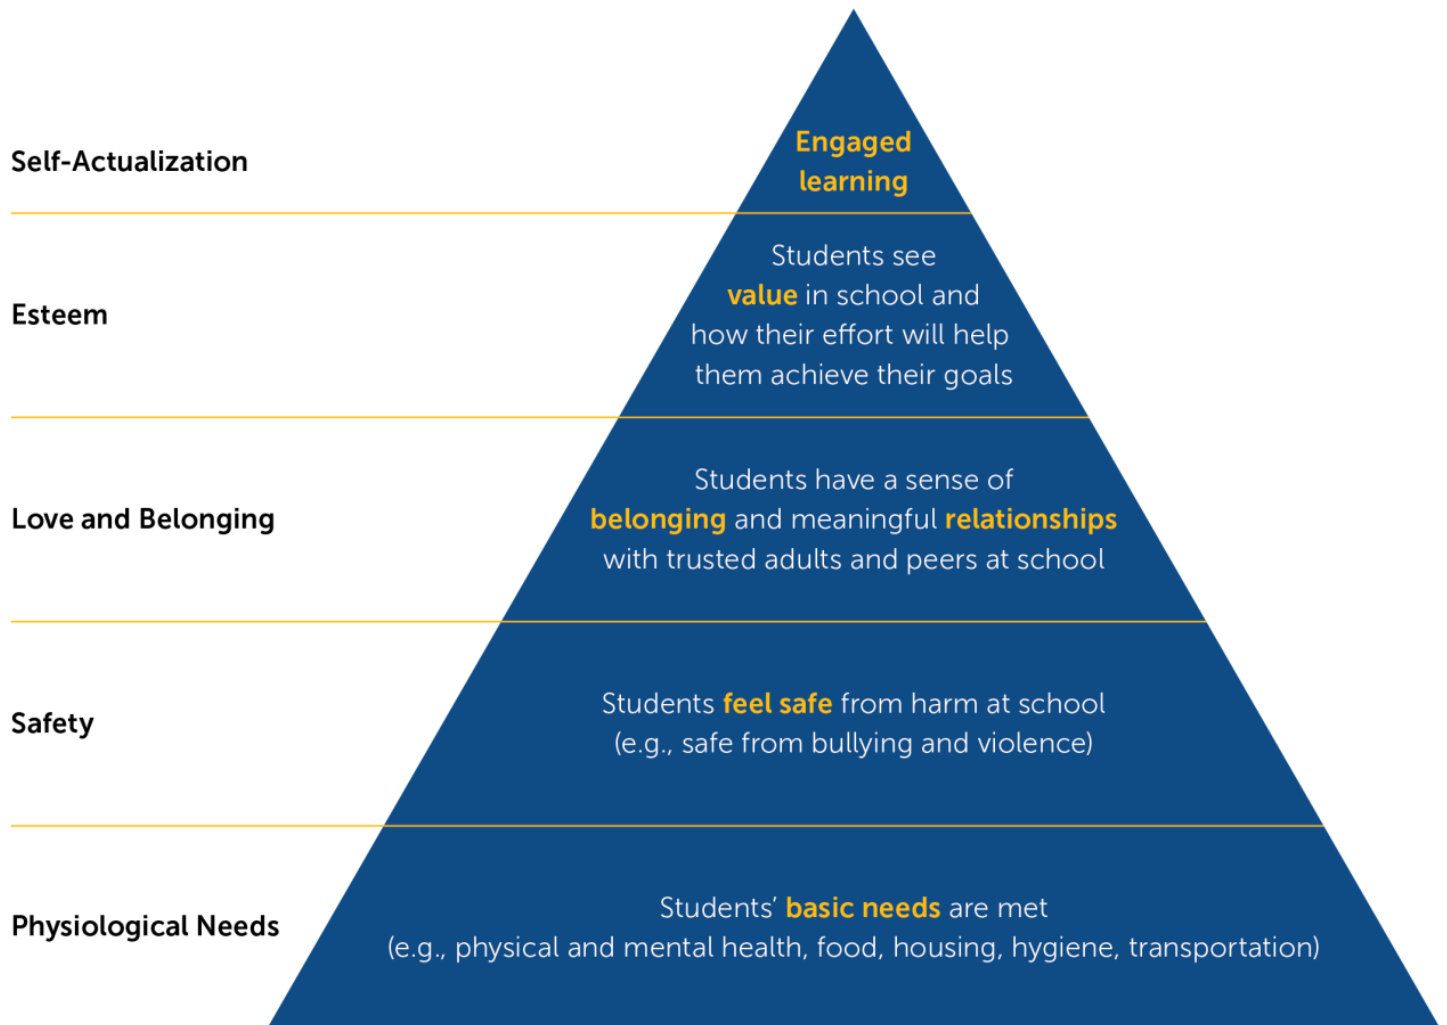 Self-Actualization
Engaged
learning
Esteem
Students see
value in school and
how their effort will help
them achieve their goals
Love and Belonging
Students have a sense of
belonging and meaningful relationships
with trusted adults and peers at school
Safety
Students feel safe from harm at school
(e.g., safe from bullying and violence)
Physiological Needs
Students’ basic needs are met
(e.g., physical and mental health, food, housing, hygiene, transportation)